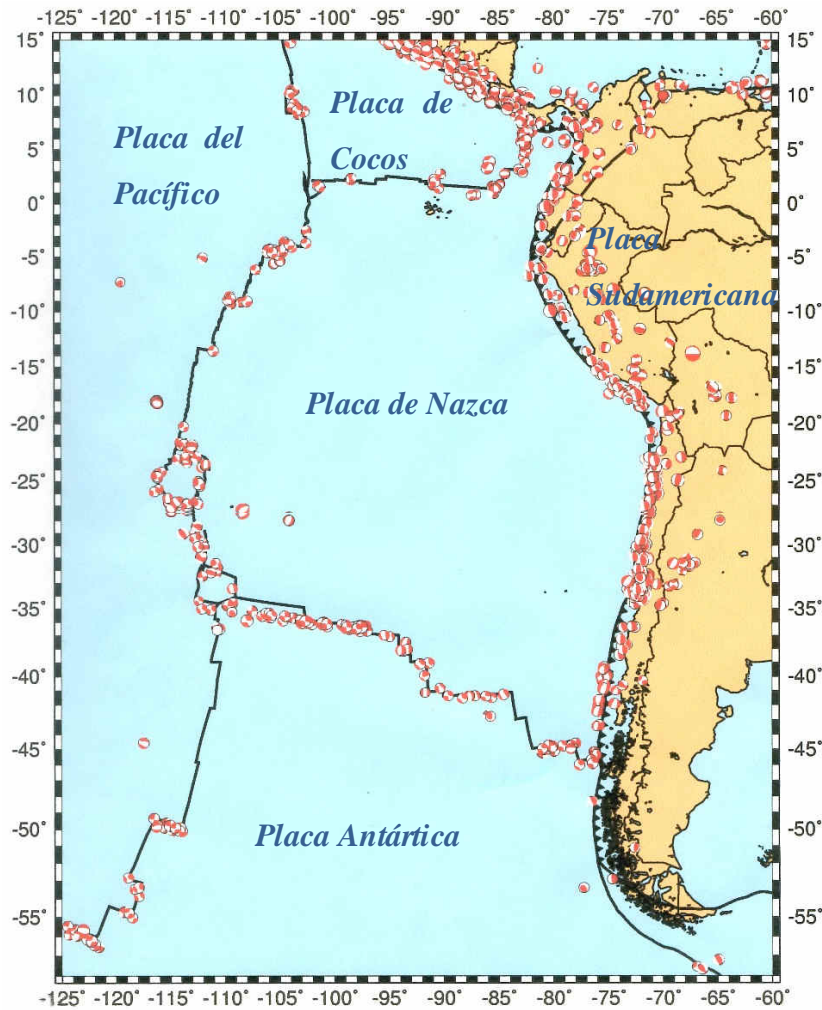 -125° -120° -115° -110° -105° -100° -95° -90° -85° -80° -75° -70° -65° -60°
15° 15°
10° 10°
5° 5°
0° 0°
-5° -5°
-10° -10°
-15° -15°
-20° -20°
-25° -25°
-30° -30°
-35° -35°
-40° -40°
-45° -45°
-50° -50°
-55° -55°
Placa de
Cocos
Placa del
Pacífico
Placa
Sudamericana
Placa de Nazca
Placa Antártica
-125° -120° -115° -110° -105° -100° -95° -90° -85° -80° -75° -70° -65° -60°